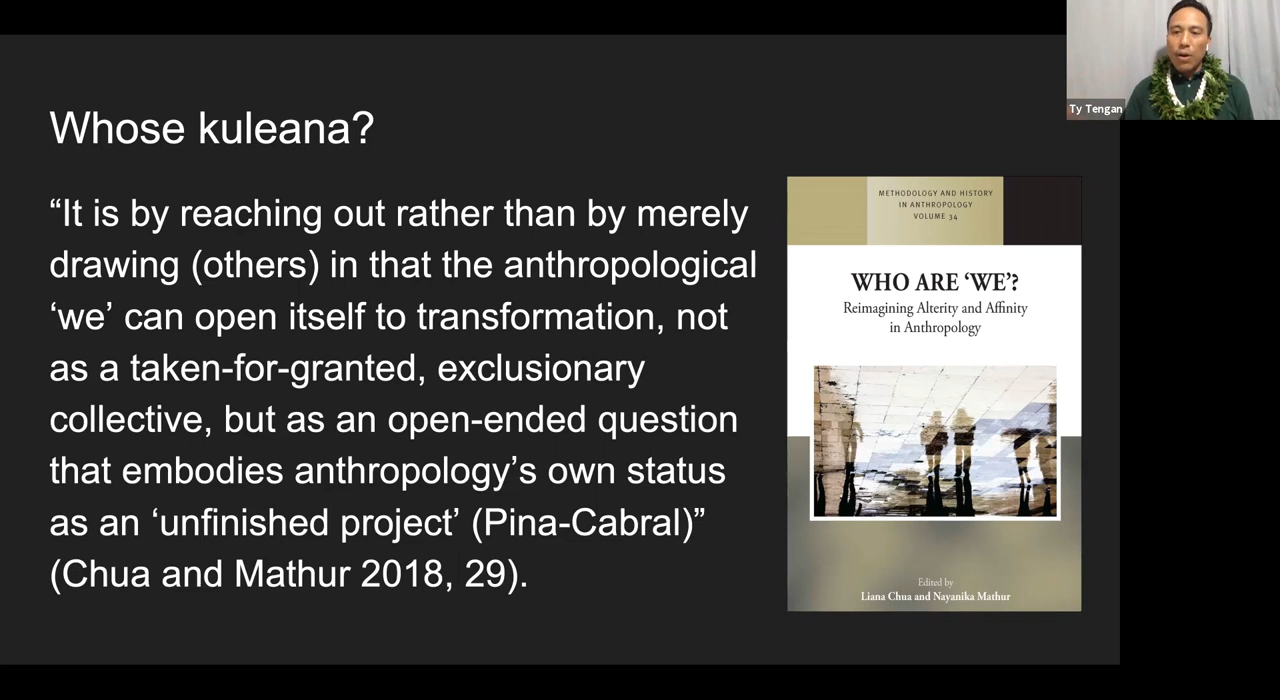 Whose kuleana?
“It is by reaching out rather than by merely
drawing (others) in that the anthropological
‘we’ can open itself to transformation, not
as a taken-for-granted, exclusionary
collective, but as an open-ended question
that embodies anthropology’s own status
as an ‘unfinished project’ (Pina-Cabral)”
(Chua and Mathur 2018, 29).
METHODOLOGY AND HISTORY
IN ANTHROPOLOGY
VOLUME 34
WHO ARE ‘WE’?
Reimagining Alterity and Affinity
in Anthropology
Edited by
Liana Chua and Nayanika Mathur
Ty Tengan